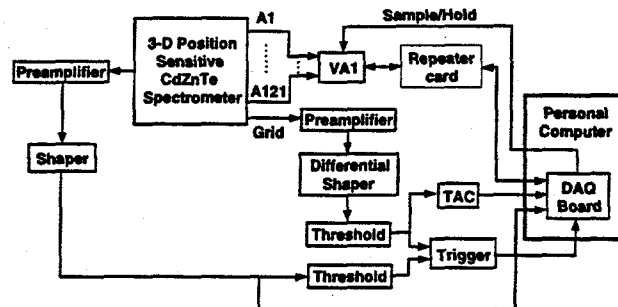 A1
Sample/Hold
3-D Position
Sensitive
CdZnTe
Spectrometer
Preamplifier
VA1
Repeater
card
A121
Grid
Preamplifier
Personal
Computer
Shaper
Differential
Shaper
TAC
DAQ
Board
Threshold
Trigger
Threshold